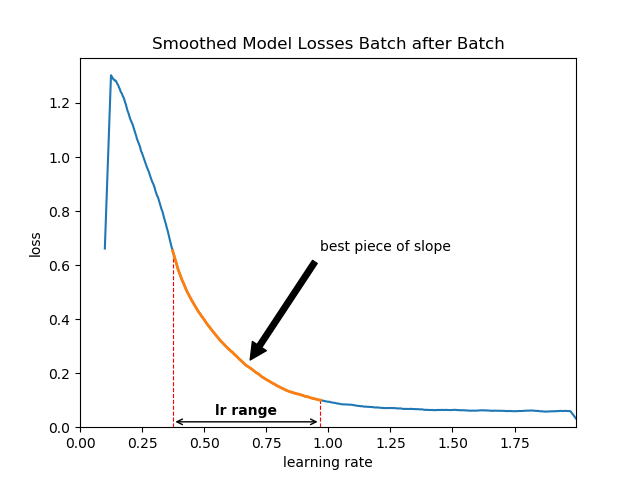 Smoothed Model Losses Batch after Batch
1.2
1.0
0.8
0.6
0.4
0.2
0.0
loss
best piece of slope
lr range
0.00 0.25 0.50 0.75 1.00 1.25 1.50 1.75
learning rate